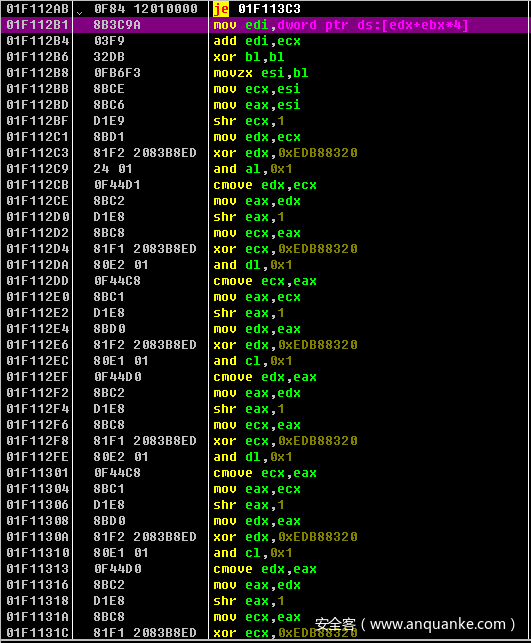 01F112AB 0F84 12010000 je 01F113C3
01F112B1 8B3C9A mov edi,dword ptr ds:[edx+ebx*4]
01F112B4 03F9 add edi,ecx
01F112B6 32DB xor bl,bl
01F112B8 0FB6F3 movzx esi,bl
01F112BB 8BCE mov ecx,esi
01F112BD 8BC6 mov eax,esi
01F112BF D1E9 shr ecx,1
01F112C1 8BD1 mov edx,ecx
01F112C3 81F2 2083B8ED xor edx,0xEDB88320
01F112C9 24 01 and al,0x1
01F112CB 0F44D1 cmove edx,ecx
01F112CE 8BC2 mov eax,edx
01F112D0 D1E8 shr eax,1
01F112D2 8BC8 mov ecx,eax
01F112D4 81F1 2083B8ED xor ecx,0xEDB88320
01F112DA 80E2 01 and dl,0x1
01F112DD 0F44C8 cmove ecx,eax
01F112E0 8BC1 mov eax,ecx
01F112E2 D1E8 shr eax,1
01F112E4 8BD0 mov edx,eax
01F112E6 81F2 2083B8ED xor edx,0xEDB88320
01F112EC 80E1 01 and cl,0x1
01F112EF 0F44D0 cmove edx,eax
01F112F2 8BC2 mov eax,edx
01F112F4 D1E8 shr eax,1
01F112F6 8BC8 mov ecx,eax
01F112F8 81F1 2083B8ED xor ecx,0xEDB88320
01F112FE 80E2 01 and dl,0x1
01F11301 0F44C8 cmove ecx,eax
01F11304 8BC1 mov eax,ecx
01F11306 D1E8 shr eax,1
01F11308 8BD0 mov edx,eax
01F1130A 81F2 2083B8ED xor edx,0xEDB88320
01F11310 80E1 01 and cl,0x1
01F11313 0F44D0 cmove edx,eax
01F11316 8BC2 mov eax,edx
01F11318 D1E8 shr eax,1
01F1131A 8BC8 mov ecx,eax
01F1131C 81F1 2083B8ED xor ecx,0xEDB88320
安全客（www.anquanke.com）